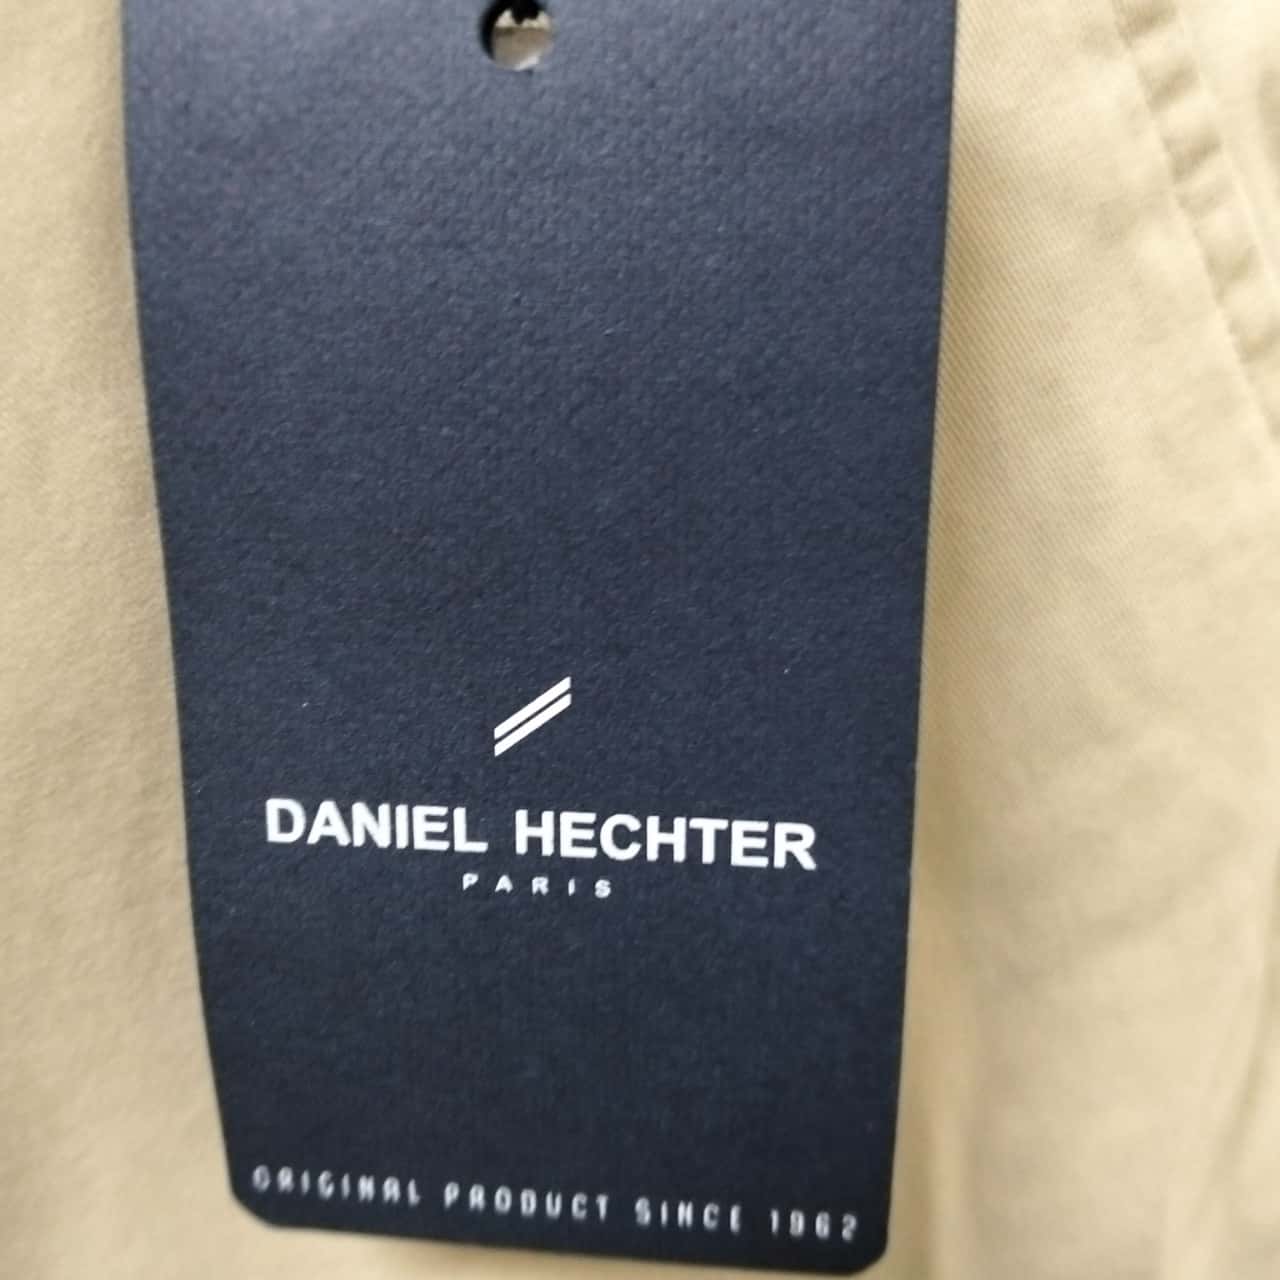 DANIEL HECHTER
PARIS
ORIGINAL PRODUCT SINCE 1962